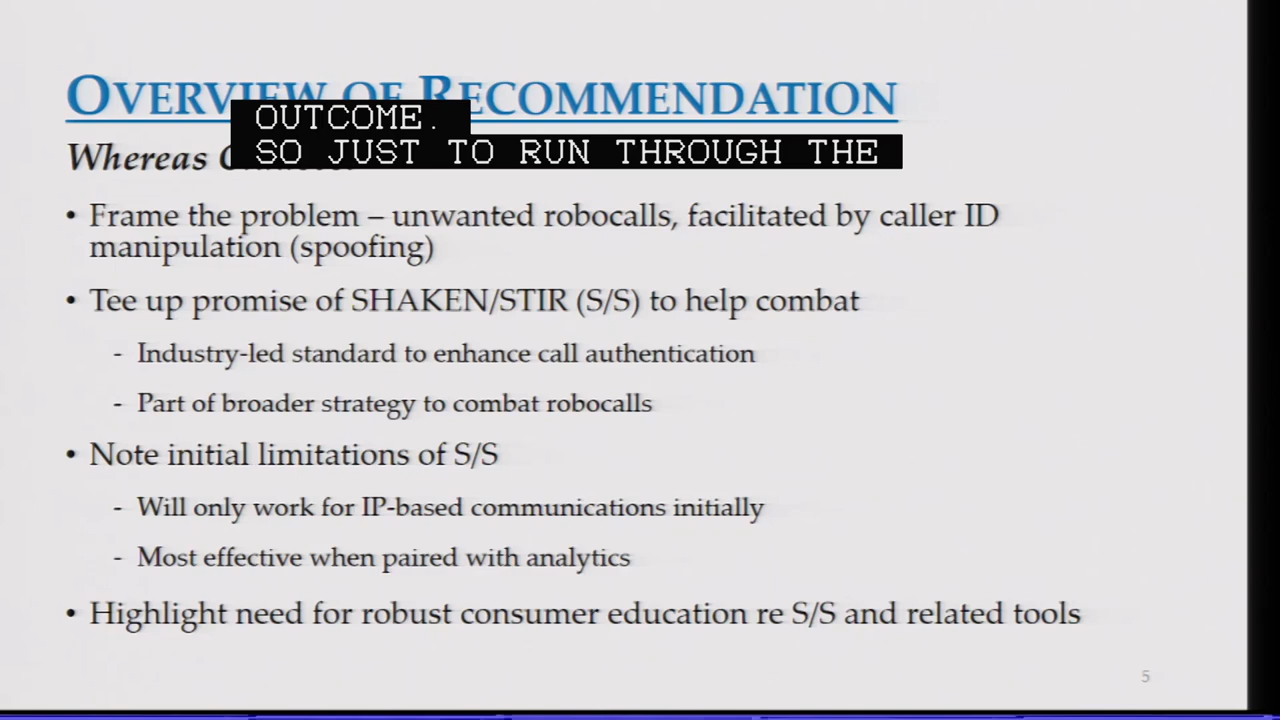 OVERVIEW OF RECOMMENDATION
OUTCOME.
Whereas
SO JUST TO RUN THROUGH THE
• Frame the problem – unwanted robocalls, facilitated by caller ID
manipulation (spoofing)
• Tee up promise of SHAKEN/STIR (S/S) to help combat
- Industry-led standard to enhance call authentication
- Part of broader strategy to combat robocalls
• Note initial limitations of S/S
- Will only work for IP-based communications initially
- Most effective when paired with analytics
• Highlight need for robust consumer education re S/S and related tools
5